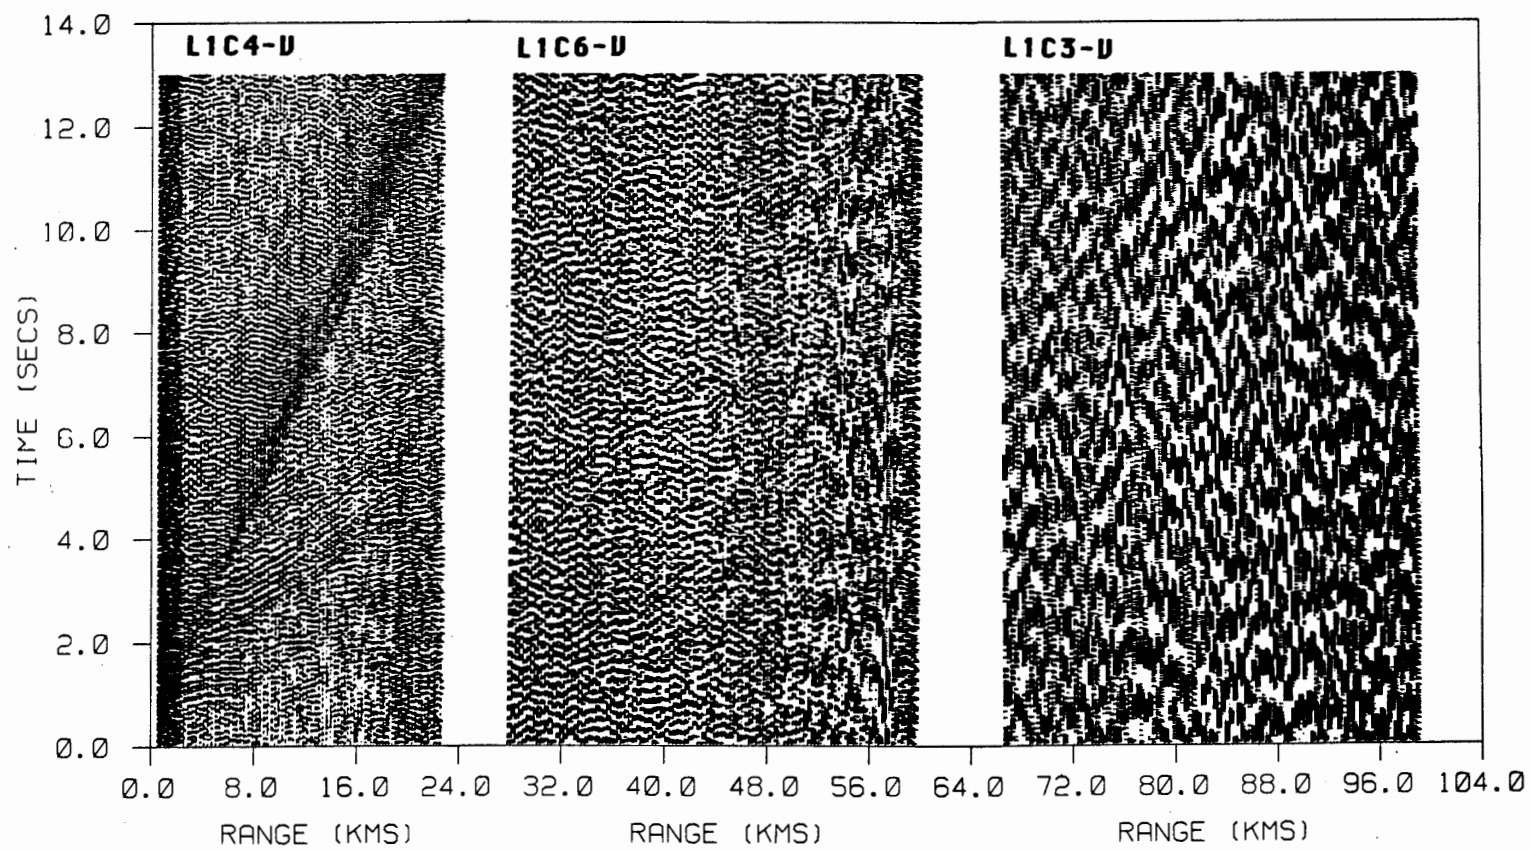 14.0
L1C4-V L1C6-V L1C3-V
12.0
10.0
8.0
TIME (SECS)
6.0
4.0
2.0
0.0
0.0 8.0 16.0 24.0 32.0 40.0 48.0 56.0 64.0 72.0 80.0 88.0 96.0 104.0
RANGE (KMS) RANGE (KMS) RANGE (KMS)